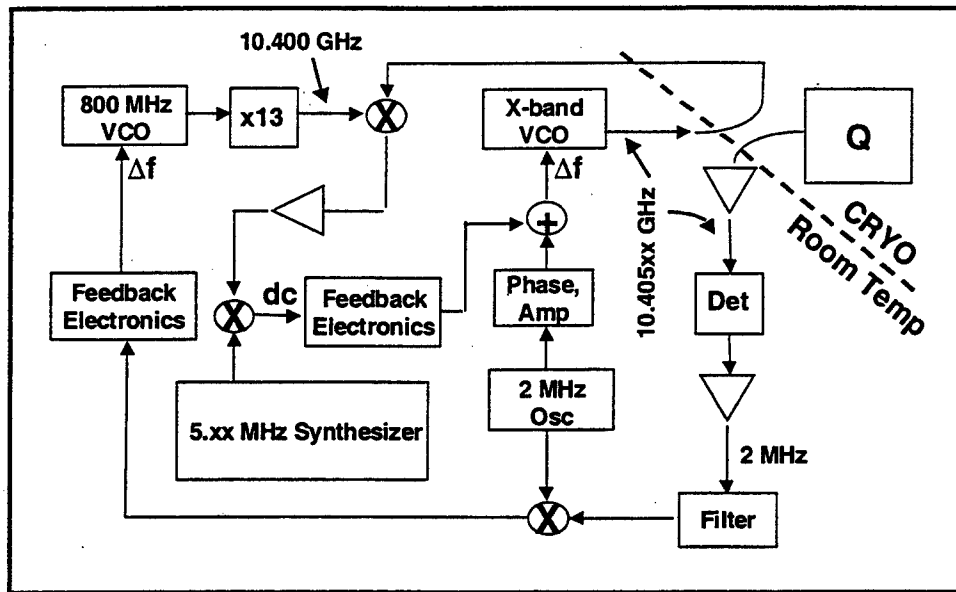 10.400 GHz
800 MHz
VCO
x13
X
X-band
VCO
Q
Δf
Δf
CRYO
Room Temp
10.405xx GHz
+
Feedback
Electronics
X
dc
Feedback
Electronics
Phase,
Amp
Det
5.xx MHz Synthesizer
2 MHz
Osc
2 MHz
X
Filter